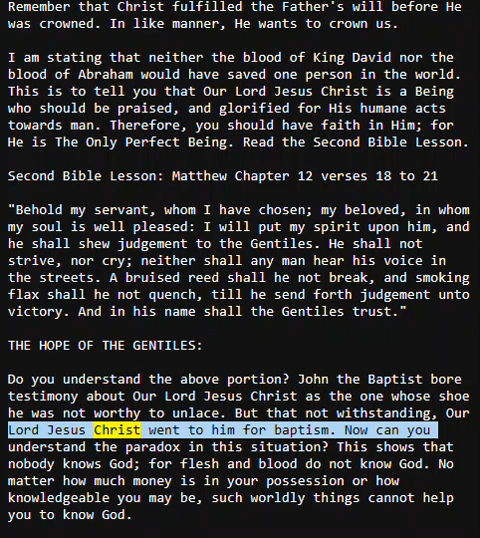 Remember that Christ fulfilled the Father's will before He
was crowned. In like manner, He wants to crown us.
I am stating that neither the blood of King David nor the
blood of Abraham would have saved one person in the world.
This is to tell you that Our Lord Jesus Christ is a Being
who should be praised, and glorified for His humane acts
towards man. Therefore, you should have faith in Him; for
He is The Only Perfect Being. Read the Second Bible Lesson.
Second Bible Lesson: Matthew Chapter 12 verses 18 to 21
"Behold my servant, whom I have chosen; my beloved, in whom
my soul is well pleased: I will put my spirit upon him, and
he shall shew judgement to the Gentiles. He shall not
strive, nor cry; neither shall any man hear his voice in
the streets. A bruised reed shall he not break, and smoking
flax shall he not quench, till he send forth judgement unto
victory. And in his name shall the Gentiles trust."
THE HOPE OF THE GENTILES:
Do you understand the above portion? John the Baptist bore
testimony about Our Lord Jesus Christ as the one whose shoe
he was not worthy to unlace. But that not withstanding, Our
Lord Jesus Christ went to him for baptism. Now can you
understand the paradox in this situation? This shows that
nobody knows God; for flesh and blood do not know God. No
matter how much money is in your possession or how
knowledgeable you may be, such worldly things cannot help
you to know God.